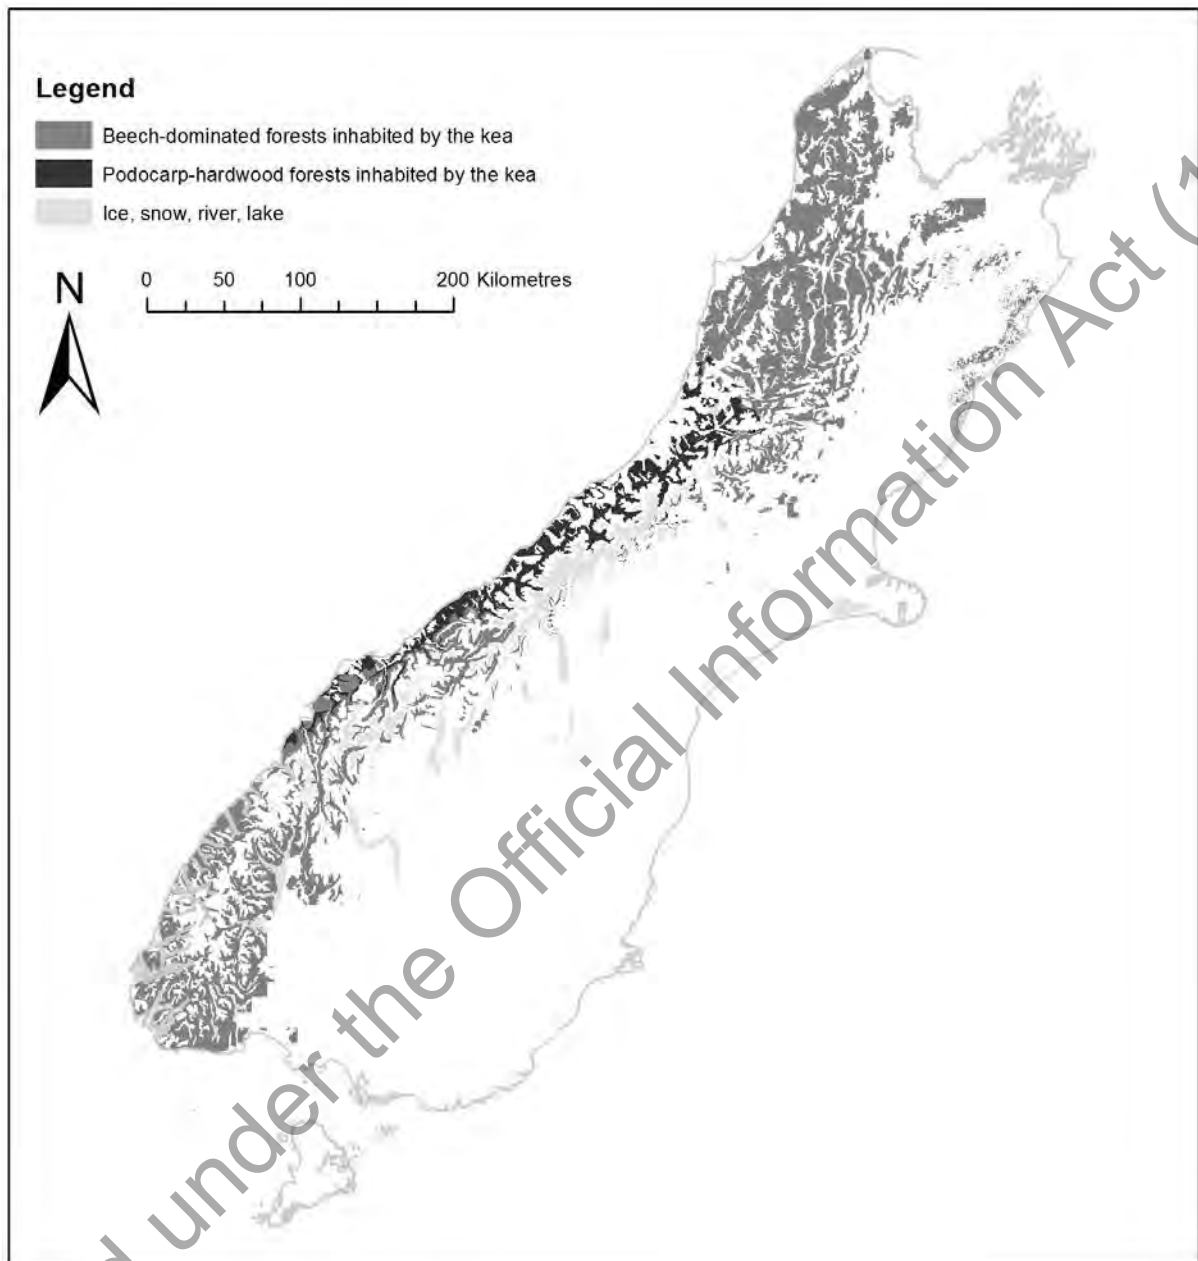 Legend
Beech-dominated forests inhabited by the kea
Podocarp-hardwood forests inhabited by the kea
Ice, snow, river, lake
N
0 50 100 200 Kilometres
under the Official Information Act (1